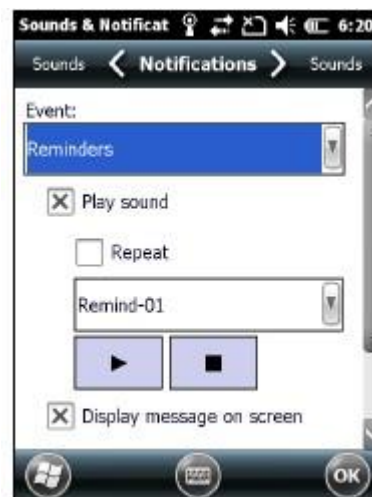 Sounds & Notificat 6:20
Sounds Notifications Sounds
Event:
Reminders
Play sound
Repeat
Remind-01
Display message on screen
OK